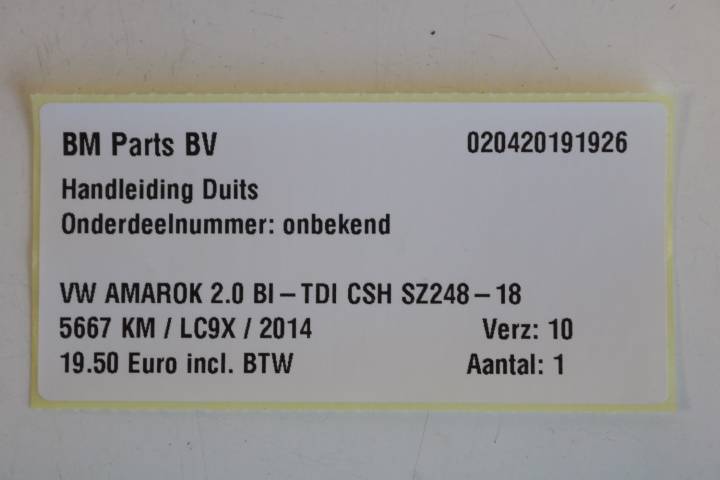 BM Parts BV 020420191926
Handleiding Duits
Onderdeelnummer: onbekend
VW AMAROK 2.0 BI – TDI CSH SZ248 – 18
5667 KM / LC9X / 2014 Verz: 10
19.50 Euro incl. BTW Aantal: 1